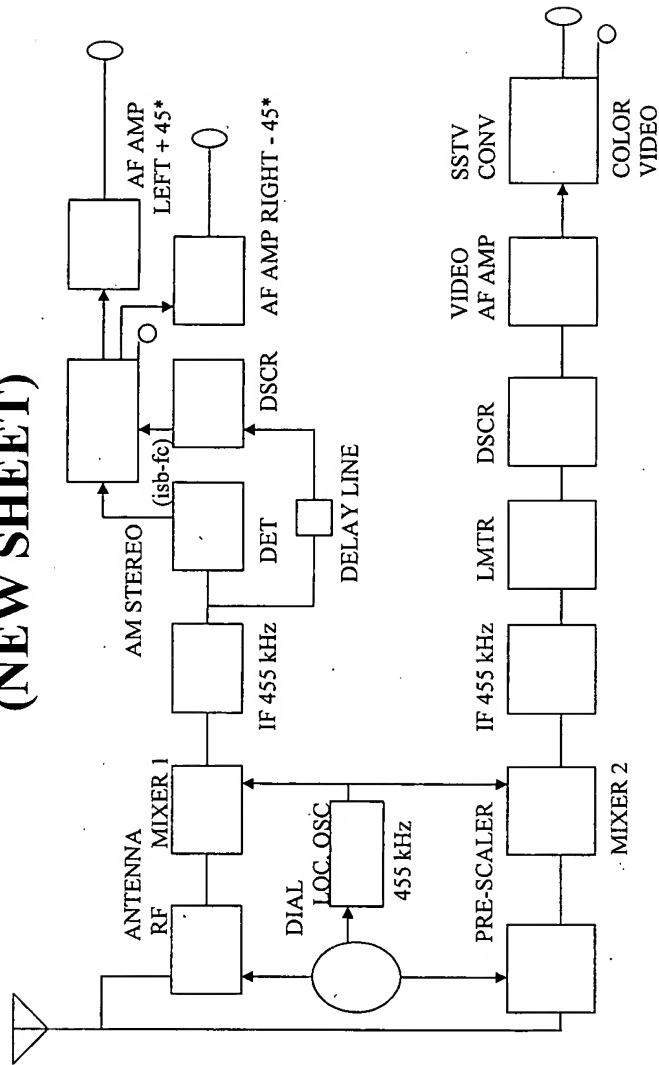 (NEW SHEET)
AF AMP
LEFT + 45*
AM STEREO
(isb-fc)
AF AMP RIGHT - 45*
ANTENNA
RF
MIXER 1
IF 455 kHz
DET
DSCR
DELAY LINE
DIAL
LOC. OSC
455 kHz
PRE-SCALER
MIXER 2
IF 455 kHz
LMTR
DSCR
VIDEO
AF AMP
SSTV
CONV
COLOR
VIDEO